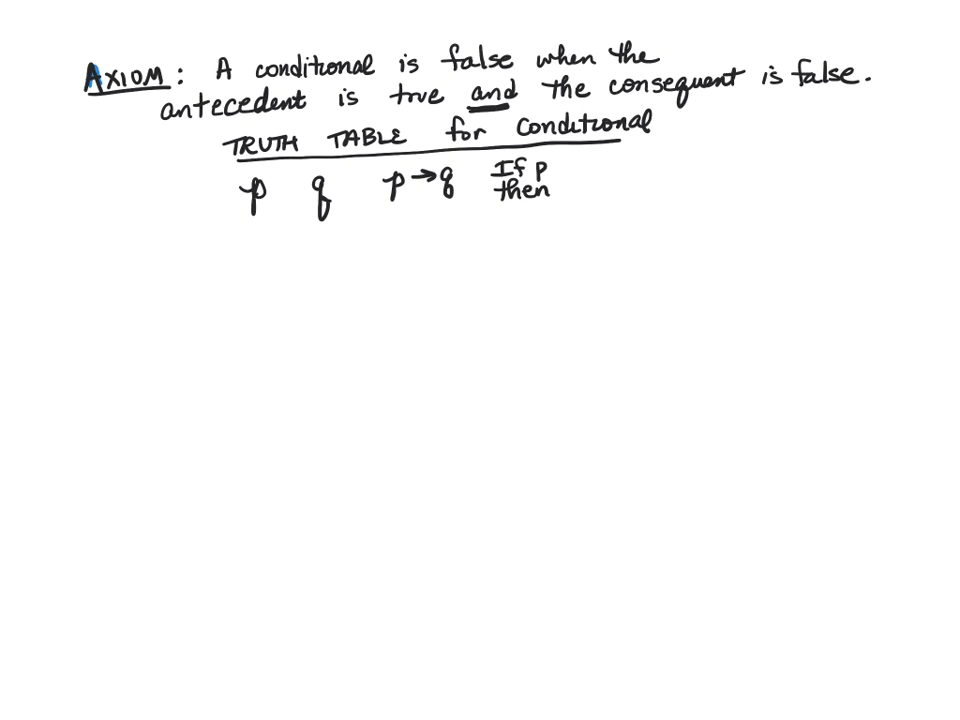 AXIOM: A conditional is false when the
antecedent is true and the consequent is false.
TRUTH TABLE for Conditional
p q p→q If p
then